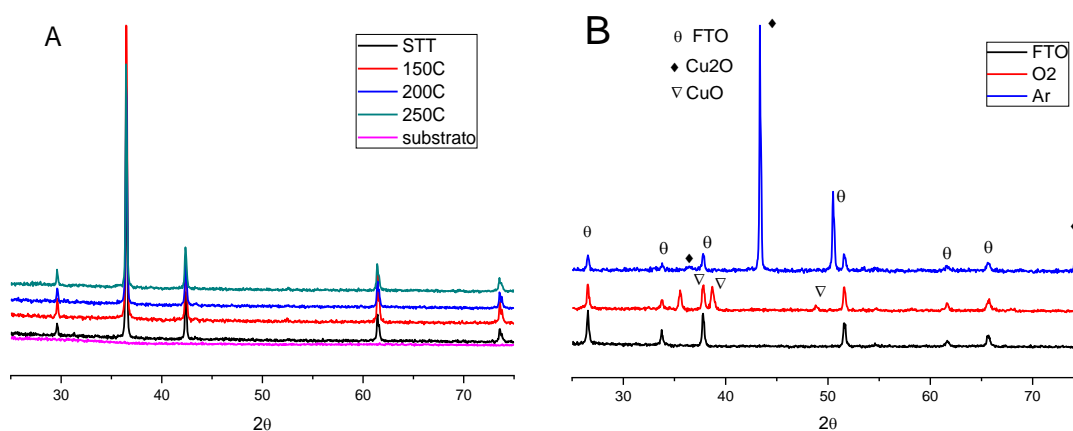 A
STT
150C
200C
250C
substrato
30 40 50 60 70
2θ
B
θ FTO
♦ Cu2O
▽ CuO
FTO
O2
Ar
♦
θ
θ θ ♦ θ θ θ ♦
▽ ▽ ▽
30 40 50 60 70
2θ